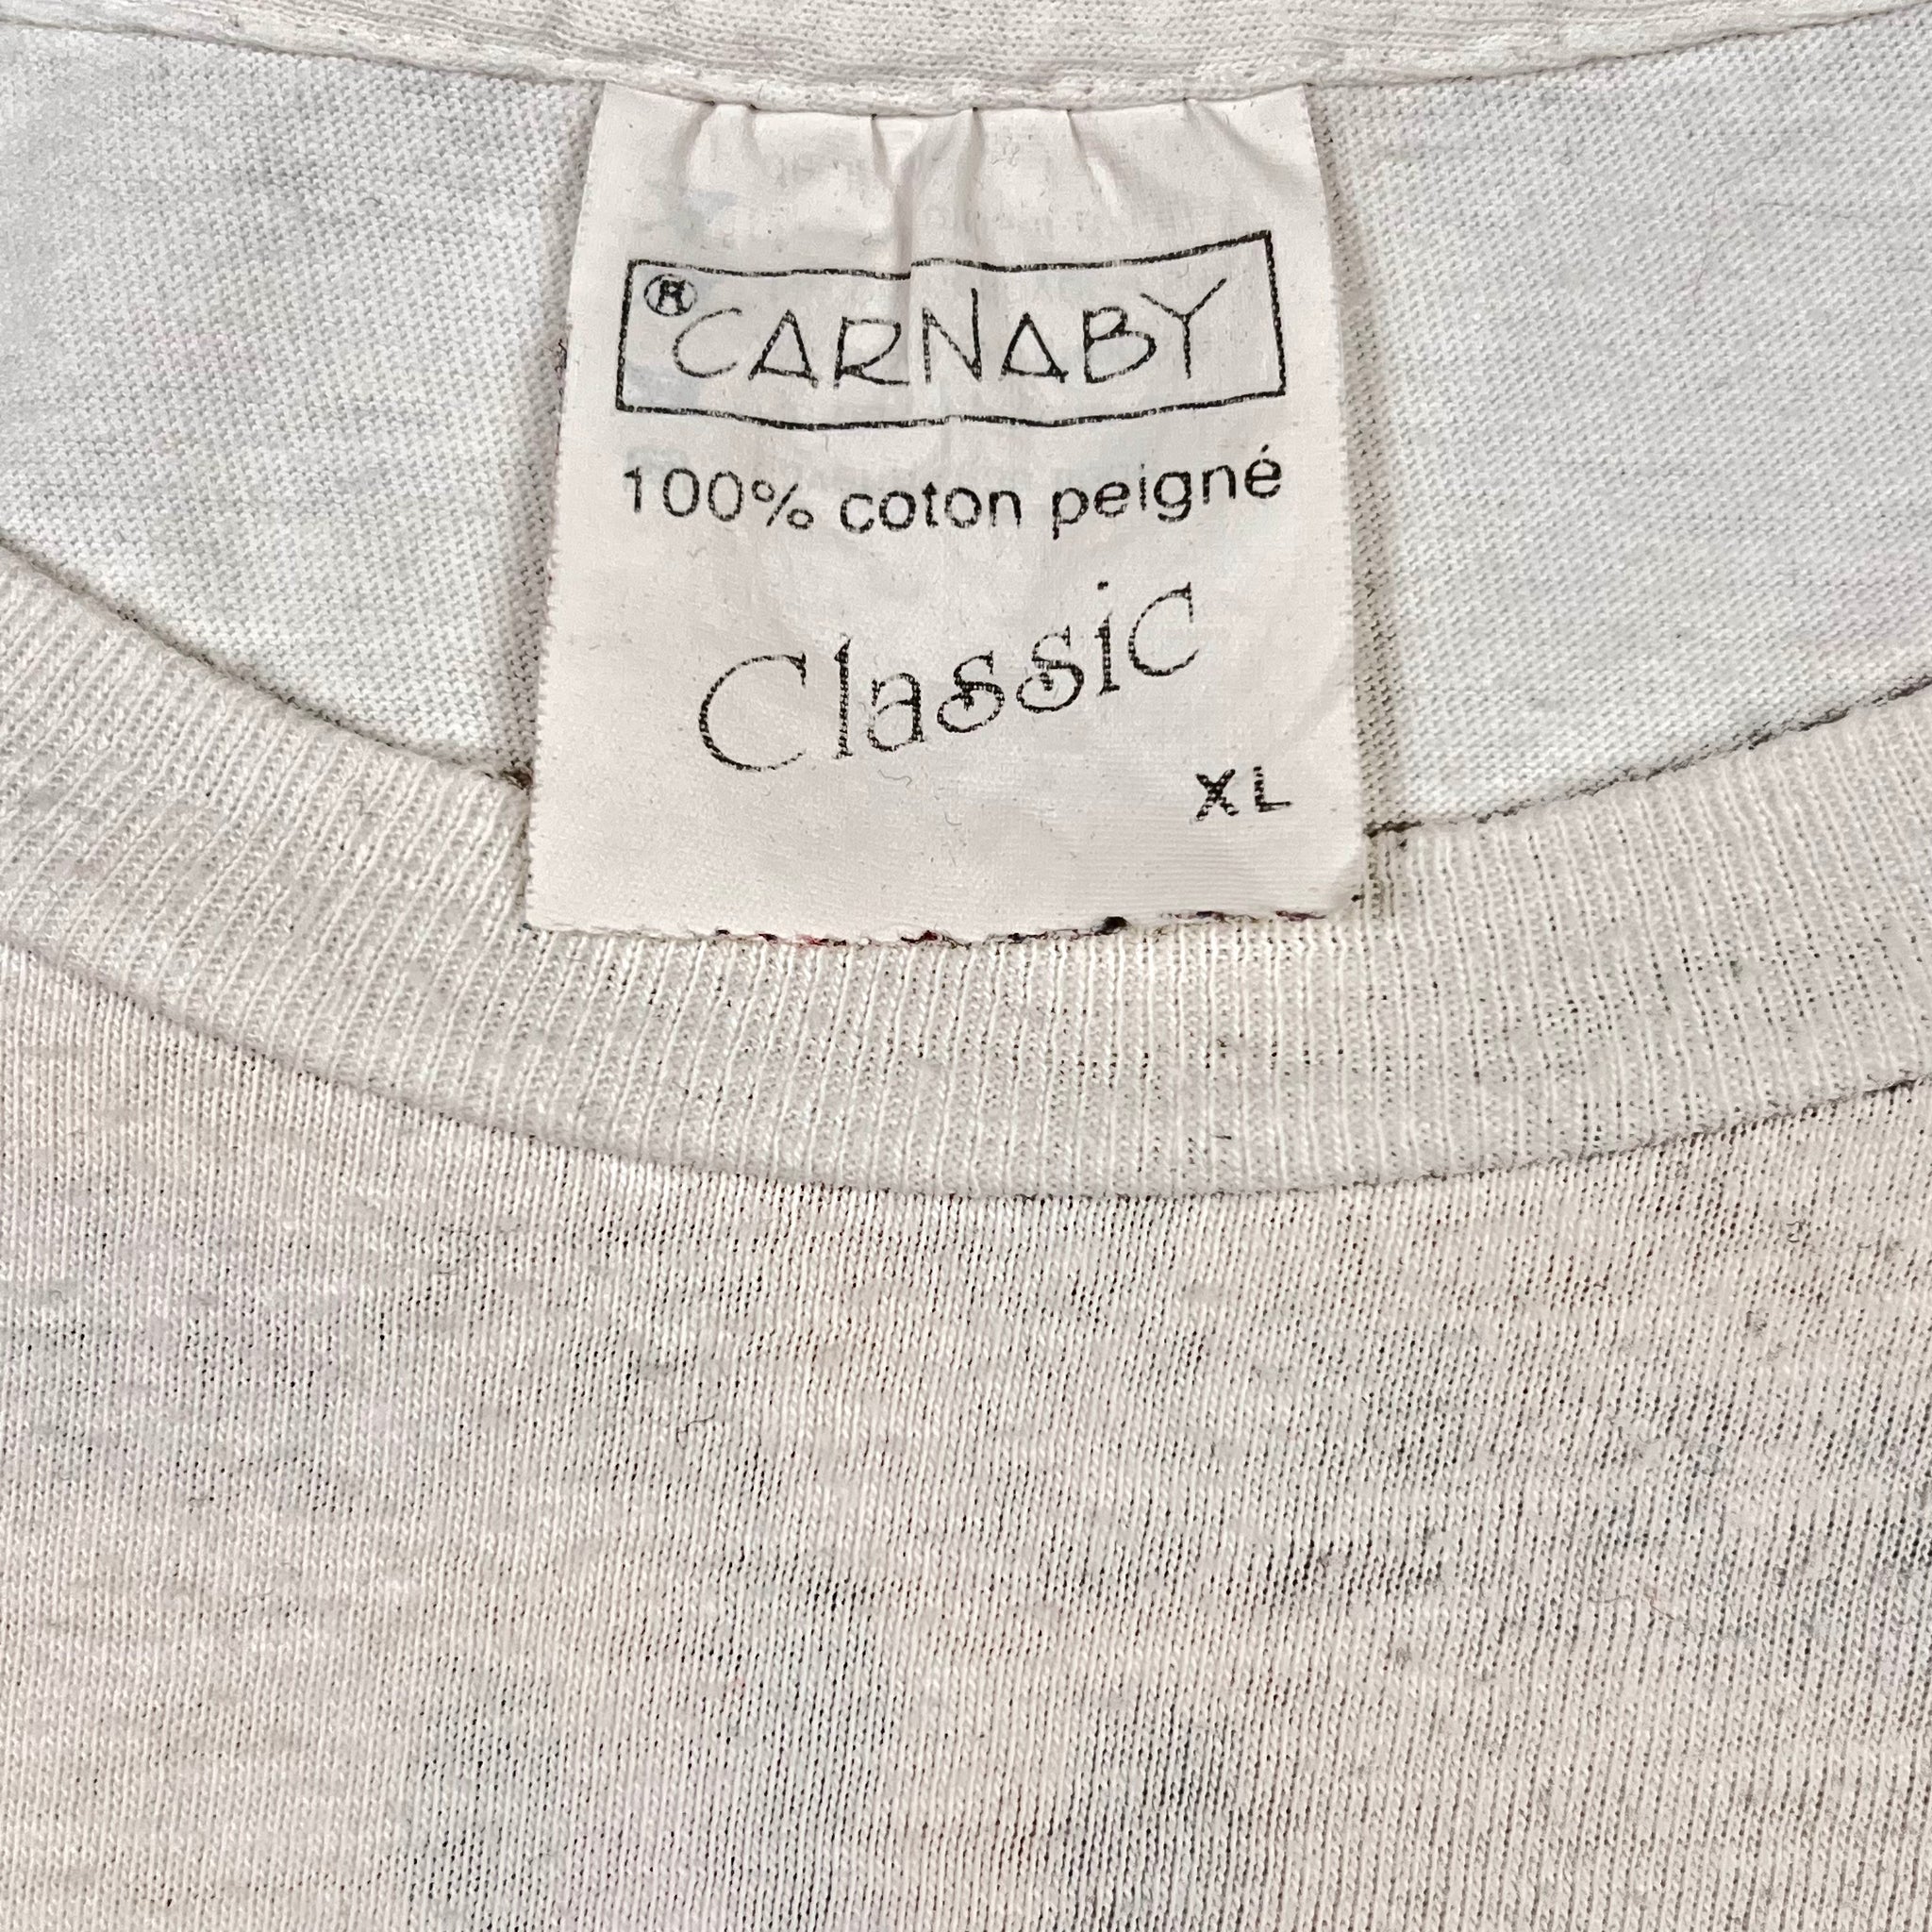 ® CARNABY
100% coton peigné
Classic
XL